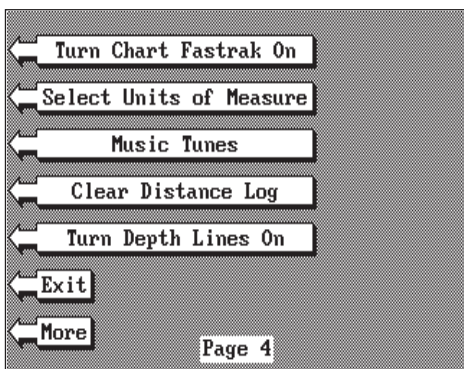 Turn Chart Fastrak On
Select Units of Measure
Music Tunes
Clear Distance Log
Turn Depth Lines On
Exit
More
Page 4